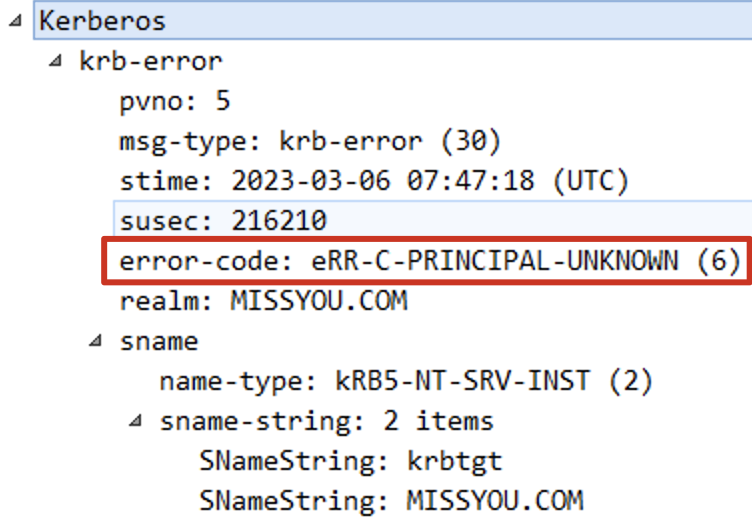 Kerberos
krb-error
pvno: 5
msg-type: krb-error (30)
stime: 2023-03-06 07:47:18 (UTC)
susec: 216210
error-code: eRR-C-PRINCIPAL-UNKNOWN (6)
realm: MISSYOU.COM
sname
name-type: kRB5-NT-SRV-INST (2)
sname-string: 2 items
SNameString: krbtgt
SNameString: MISSYOU.COM